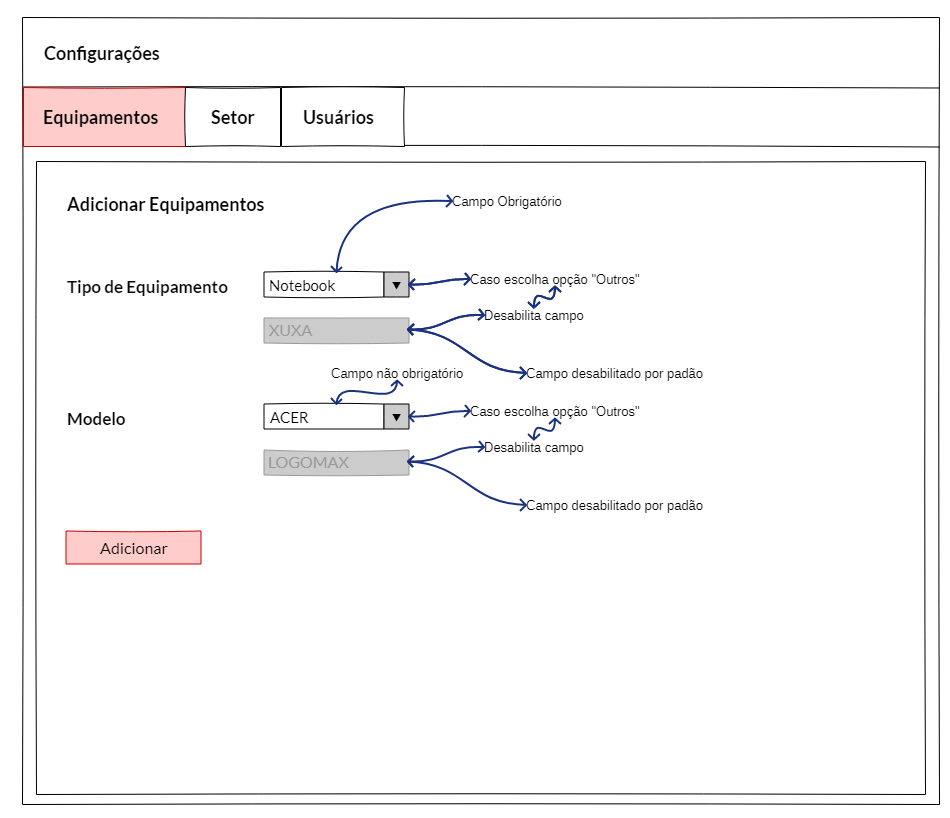 Configurações
Equipamentos
Setor
Usuários
Adicionar Equipamentos
Campo Obrigatório
Tipo de Equipamento
Notebook
Caso escolha opção "Outros"
XUXA
Desabilita campo
Campo desabilitado por padão
Campo não obrigatório
Modelo
ACER
Caso escolha opção "Outros"
LOGOMAX
Desabilita campo
Campo desabilitado por padão
Adicionar